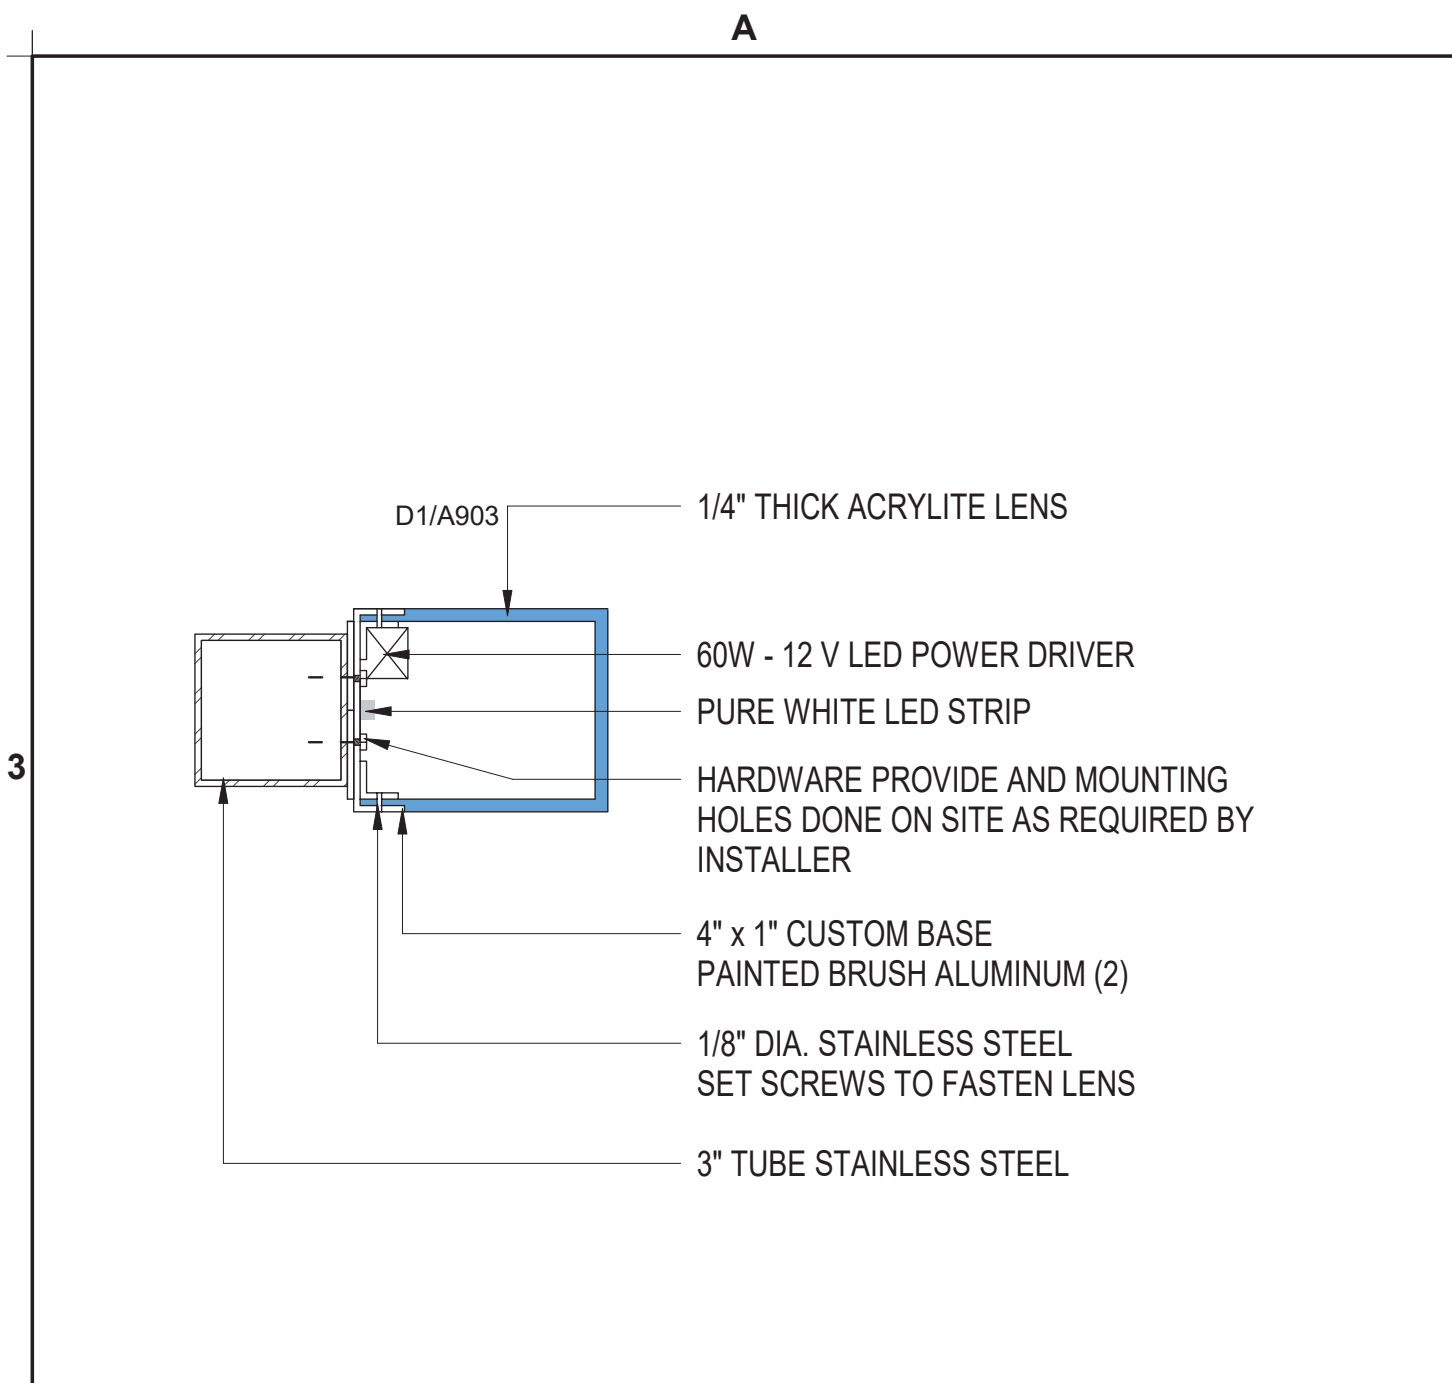 A
D1/A903
1/4" THICK ACRYLITE LENS
60W - 12 V LED POWER DRIVER
PURE WHITE LED STRIP
3
HARDWARE PROVIDE AND MOUNTING
HOLES DONE ON SITE AS REQUIRED BY
INSTALLER
4" x 1" CUSTOM BASE
PAINTED BRUSH ALUMINUM (2)
1/8" DIA. STAINLESS STEEL
SET SCREWS TO FASTEN LENS
3" TUBE STAINLESS STEEL